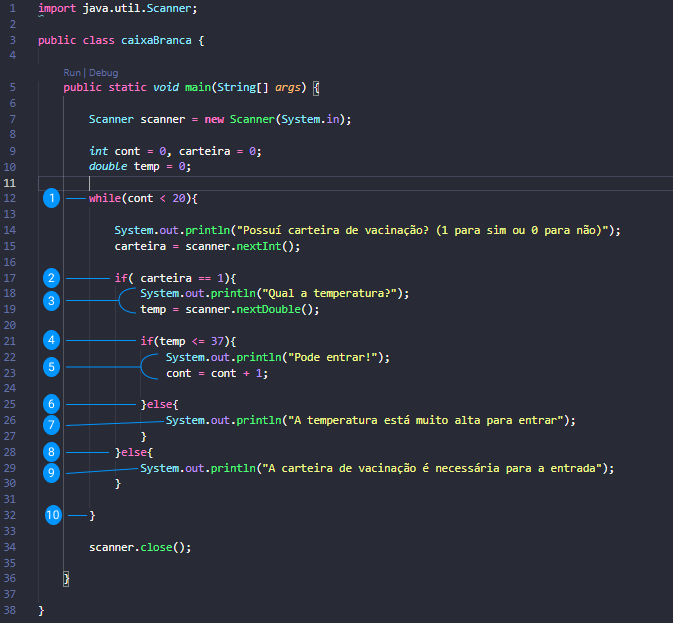 1 import java.util.Scanner;
2
3 public class caixaBranca {
4
Run | Debug
5 public static void main(String[] args) {
6
7 Scanner scanner = new Scanner(System.in);
8
9 int cont = 0, carteira = 0;
10 double temp = 0;
11
12 1 while(cont < 20){
13
14 System.out.println("Possuí carteira de vacinação? (1 para sim ou 0 para não)");
15 carteira = scanner.nextInt();
16
17 2 if( carteira == 1){
18 3 System.out.println("Qual a temperatura?");
19 temp = scanner.nextDouble();
20
21 4 if(temp <= 37){
22 5 System.out.println("Pode entrar!");
23 cont = cont + 1;
24
25 6 }else{
26 7 System.out.println("A temperatura está muito alta para entrar");
27 }
28 8 }else{
29 9 System.out.println("A carteira de vacinação é necessária para a entrada");
30 }
31
32 10 }
33
34 scanner.close();
35
36 }
37
38 }